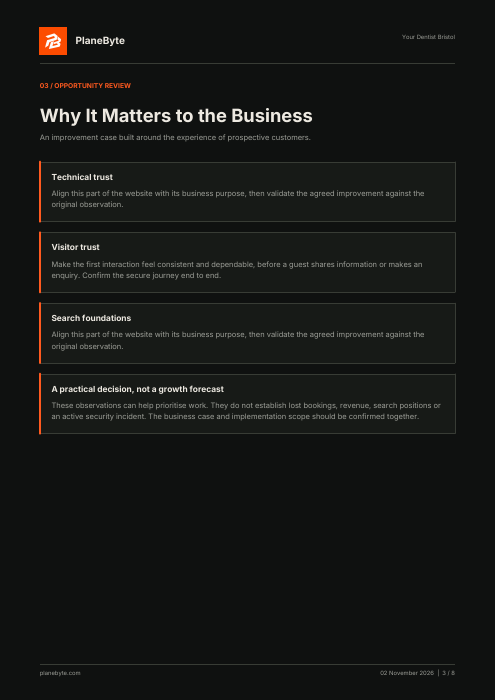 PlaneByte
Your Dentist Bristol
03 / OPPORTUNITY REVIEW
Why It Matters to the Business
An improvement case built around the experience of prospective customers.
Technical trust
Align this part of the website with its business purpose, then validate the agreed improvement against the
original observation.
Visitor trust
Make the first interaction feel consistent and dependable, before a guest shares information or makes an
enquiry. Confirm the secure journey end to end.
Search foundations
Align this part of the website with its business purpose, then validate the agreed improvement against the
original observation.
A practical decision, not a growth forecast
These observations can help prioritise work. They do not establish lost bookings, revenue, search positions or
an active security incident. The business case and implementation scope should be confirmed together.
planebyte.com
02 November 2026 | 3 / 8